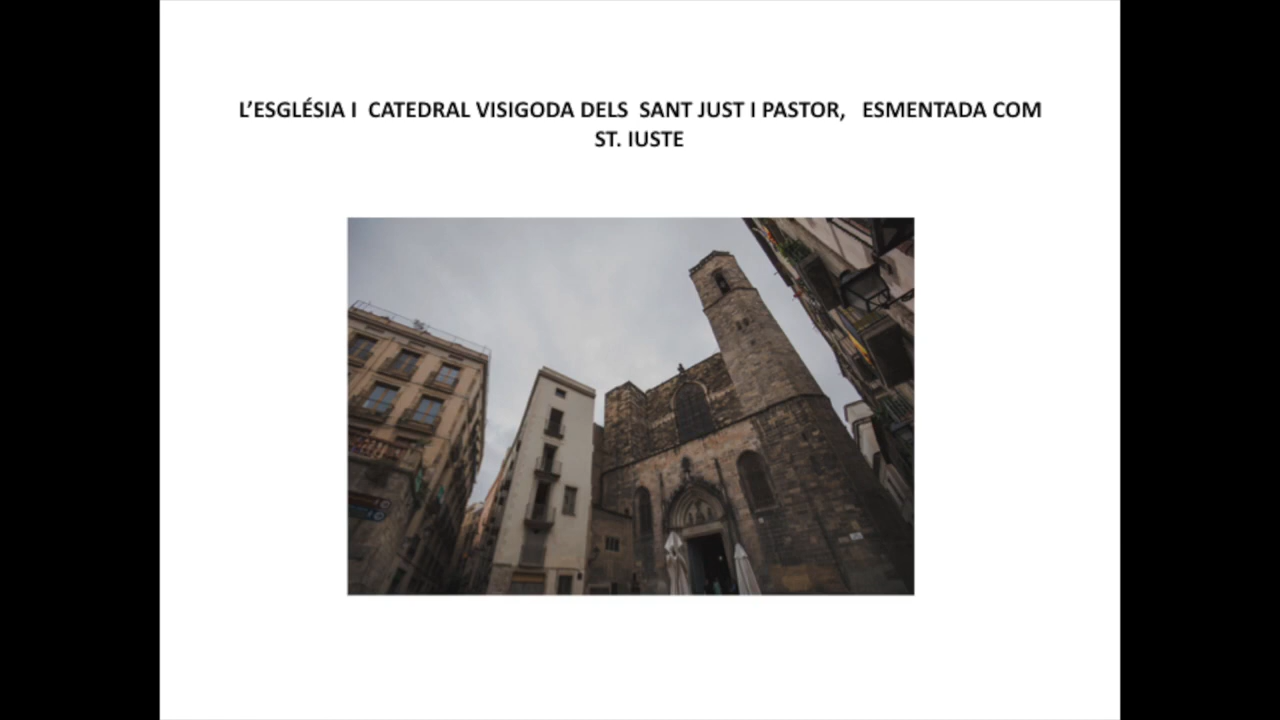 L’ESGLÉSIA I  CATEDRAL VISIGODA DELS  SANT JUST I PASTOR,   ESMENTADA COM
ST. IUSTE